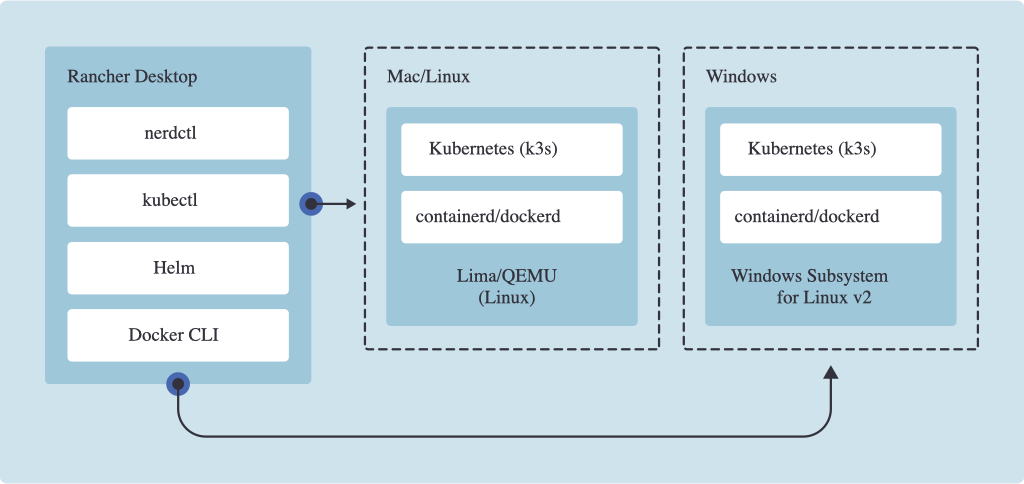 Rancher Desktop
nerdctl
kubectl
Helm
Docker CLI
Mac/Linux
Kubernetes (k3s)
containerd/dockerd
Lima/QEMU
(Linux)
Windows
Kubernetes (k3s)
containerd/dockerd
Windows Subsystem
for Linux v2